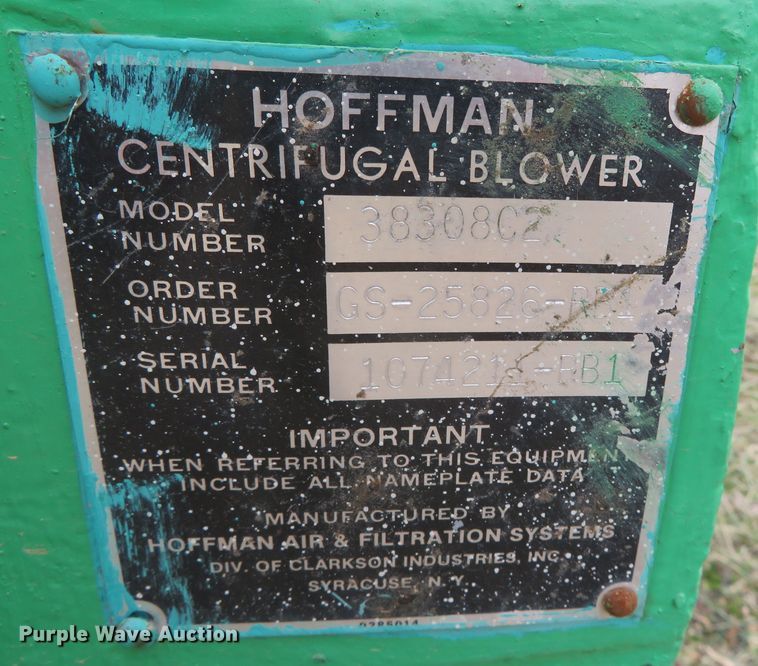 HOFFMAN
CENTRIFUGAL BLOWER
MODEL NUMBER 38308C2
ORDER NUMBER
SERIAL NUMBER
IMPORTANT
WHEN REFERRING TO THIS EQUIPMENT
INCLUDE ALL NAMEPLATE DATA
MANUFACTURED BY
HOFFMAN AIR & FILTRATION SYSTEMS
DIV. OF CLARKSON INDUSTRIES, INC.
SYRACUSE, N.Y.
Purple Wave Auction